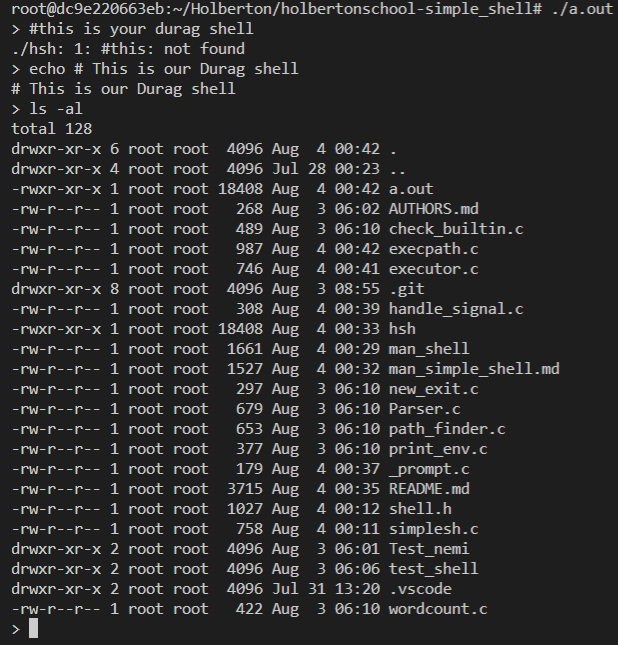 root@dc9e220663eb:~/Holberton/holbertonschool-simple_shell# ./a.out
> #this is your durag shell
./hsh: 1: #this: not found
> echo # This is our Durag shell
# This is our Durag shell
> ls -al
total 128
drwxr-xr-x 6 root root  4096 Aug  4 00:42 .
drwxr-xr-x 4 root root  4096 Jul 28 00:23 ..
-rwxr-xr-x 1 root root 18408 Aug  4 00:42 a.out
-rw-r--r-- 1 root root   268 Aug  3 06:02 AUTHORS.md
-rw-r--r-- 1 root root   489 Aug  3 06:10 check_builtin.c
-rw-r--r-- 1 root root   987 Aug  4 00:42 execpath.c
-rw-r--r-- 1 root root   746 Aug  4 00:41 executor.c
drwxr-xr-x 8 root root  4096 Aug  3 08:55 .git
-rw-r--r-- 1 root root   308 Aug  4 00:39 handle_signal.c
-rwxr-xr-x 1 root root 18408 Aug  4 00:33 hsh
-rw-r--r-- 1 root root  1661 Aug  4 00:29 man_shell
-rw-r--r-- 1 root root  1527 Aug  4 00:32 man_simple_shell.md
-rw-r--r-- 1 root root   297 Aug  3 06:10 new_exit.c
-rw-r--r-- 1 root root   679 Aug  3 06:10 Parser.c
-rw-r--r-- 1 root root   653 Aug  3 06:10 path_finder.c
-rw-r--r-- 1 root root   377 Aug  3 06:10 print_env.c
-rw-r--r-- 1 root root   179 Aug  4 00:37 _prompt.c
-rw-r--r-- 1 root root  3715 Aug  4 00:35 README.md
-rw-r--r-- 1 root root  1027 Aug  4 00:12 shell.h
-rw-r--r-- 1 root root   758 Aug  4 00:11 simplesh.c
drwxr-xr-x 2 root root  4096 Aug  3 06:01 Test_nemi
drwxr-xr-x 2 root root  4096 Aug  3 06:06 test_shell
drwxr-xr-x 2 root root  4096 Jul 31 13:20 .vscode
-rw-r--r-- 1 root root   422 Aug  3 06:10 wordcount.c
>